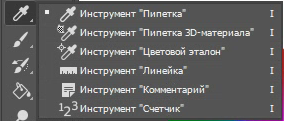 Инструмент "Пипетка" I
Инструмент "Пипетка 3D-материала" I
Инструмент "Цветовой эталон" I
Инструмент "Линейка" I
Инструмент "Комментарий" I
123 Инструмент "Счетчик" I